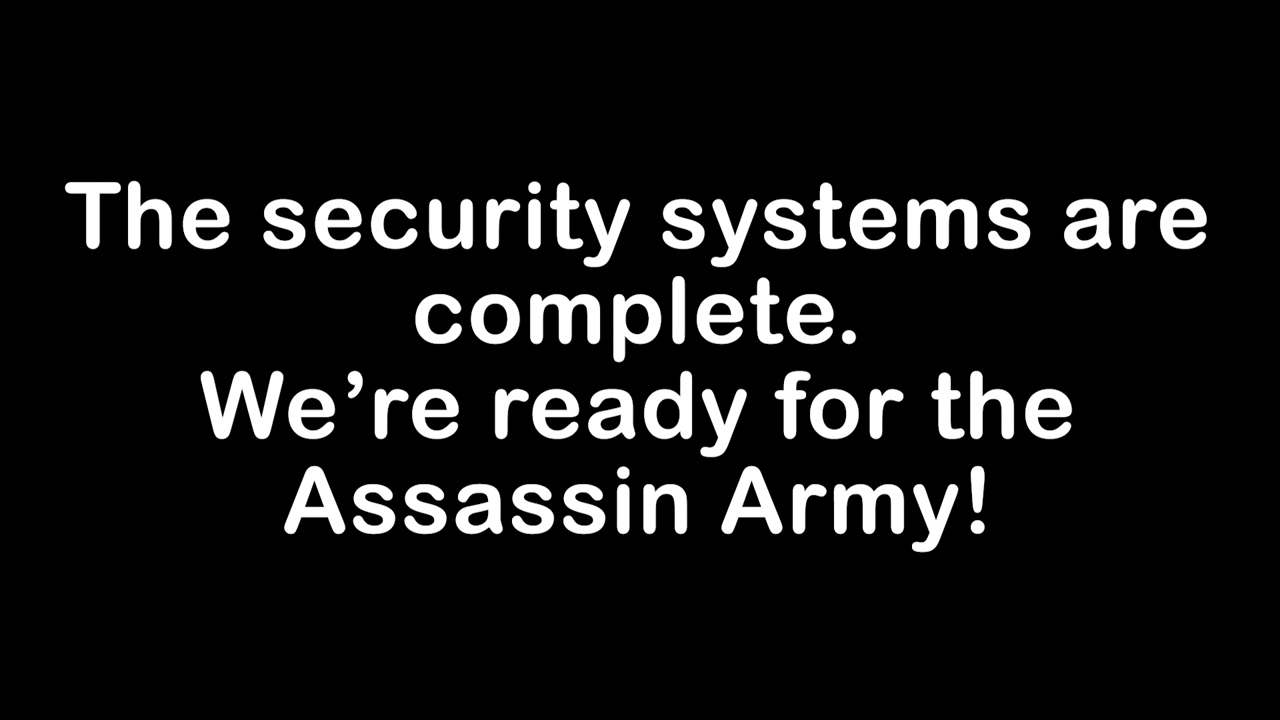 The security systems are
complete.
We’re ready for the
Assassin Army!